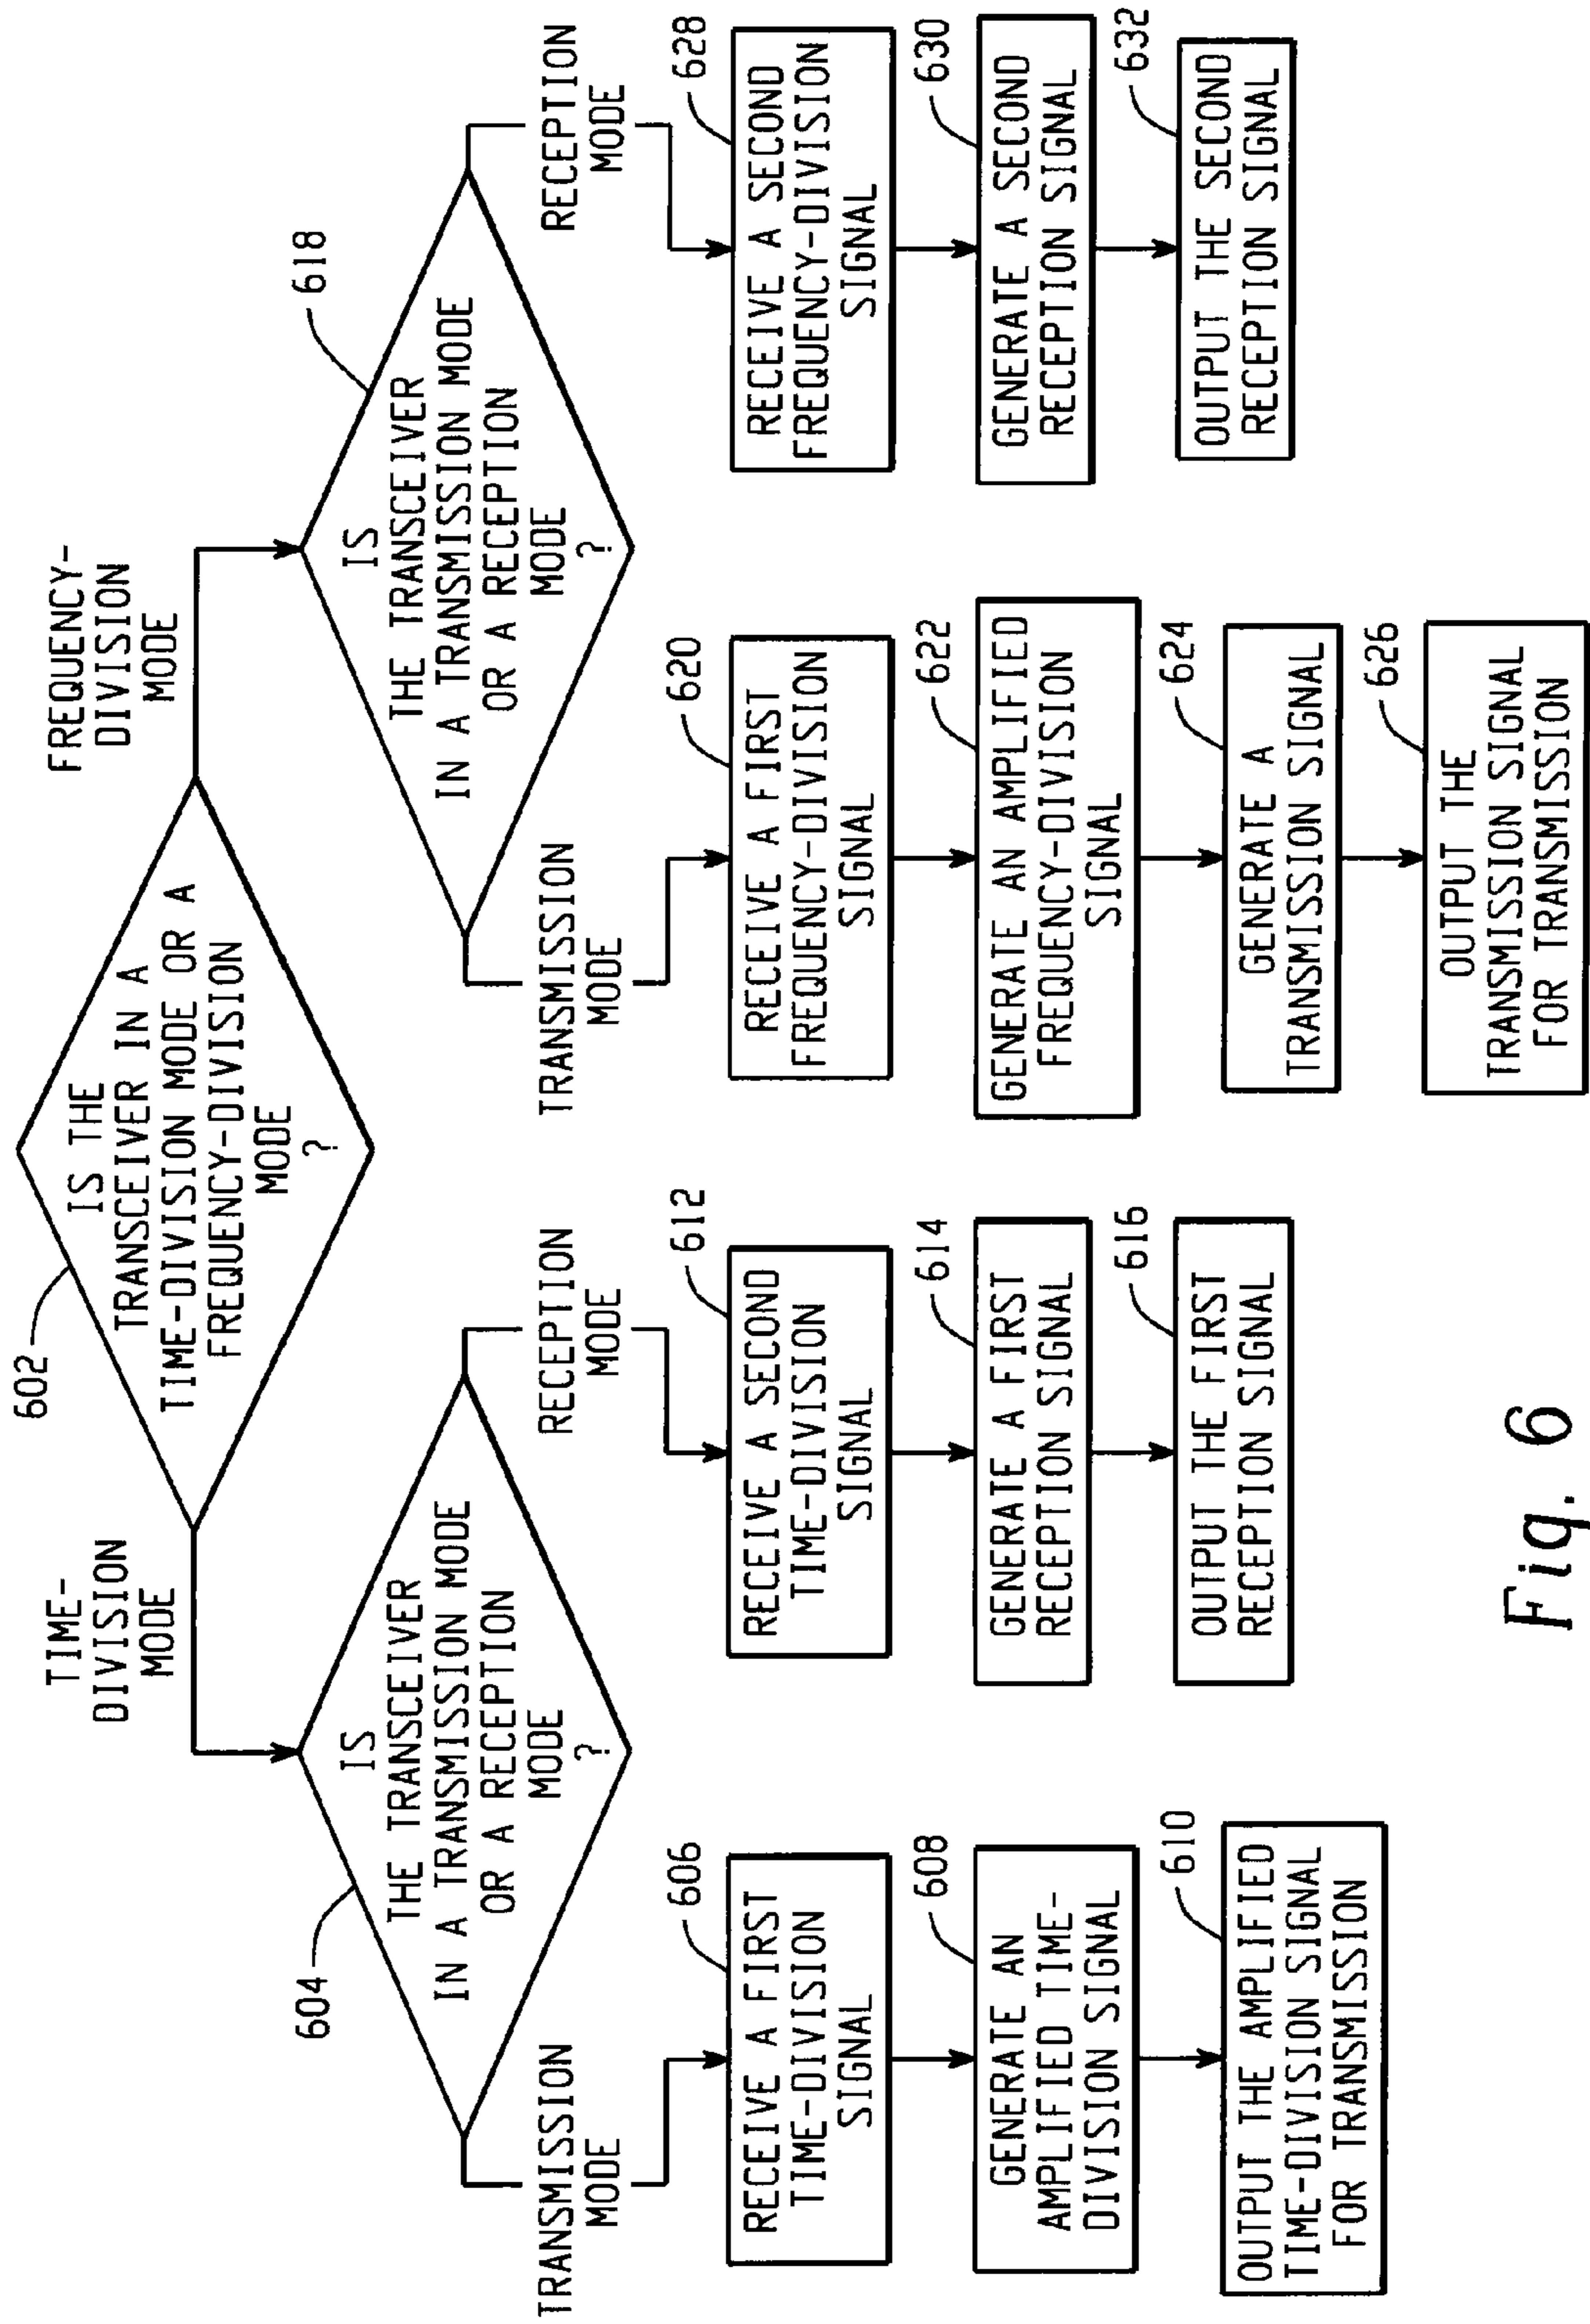 602
IS THE
TRANSCEIVER IN A
TIME-DIVISION MODE OR A
FREQUENCY-DIVISION
MODE
?
TIME-
DIVISION
MODE
FREQUENCY-
DIVISION
MODE
604
IS
THE TRANSCEIVER
IN A TRANSMISSION MODE
OR A RECEPTION
MODE
?
618
IS
THE TRANSCEIVER
IN A TRANSMISSION MODE
OR A RECEPTION
MODE
?
TRANSMISSION
MODE
RECEPTION
MODE
TRANSMISSION
MODE
RECEPTION
MODE
606
RECEIVE A FIRST
TIME-DIVISION
SIGNAL
608
GENERATE AN
AMPLIFIED TIME-
DIVISION SIGNAL
610
OUTPUT THE AMPLIFIED
TIME-DIVISION SIGNAL
FOR TRANSMISSION
612
RECEIVE A SECOND
TIME-DIVISION
SIGNAL
614
GENERATE A FIRST
RECEPTION SIGNAL
616
OUTPUT THE FIRST
RECEPTION SIGNAL
620
RECEIVE A FIRST
FREQUENCY-DIVISION
SIGNAL
622
GENERATE AN AMPLIFIED
FREQUENCY-DIVISION
SIGNAL
624
GENERATE A
TRANSMISSION SIGNAL
626
OUTPUT THE
TRANSMISSION SIGNAL
FOR TRANSMISSION
628
RECEIVE A SECOND
FREQUENCY-DIVISION
SIGNAL
630
GENERATE A SECOND
RECEPTION SIGNAL
632
OUTPUT THE SECOND
RECEPTION SIGNAL
Fig. 6